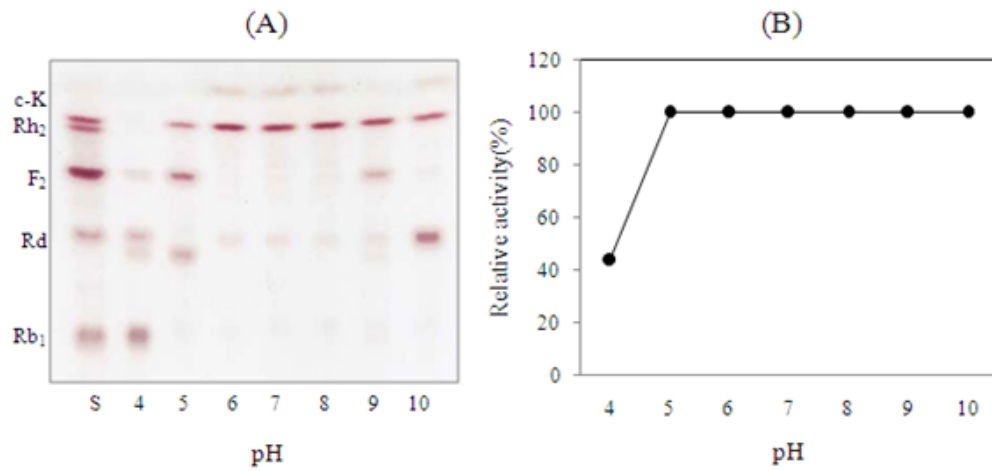 (A)
c-K
Rh₂
F₂
Rd
Rb₁
S 4 5 6 7 8 9 10
pH
(B)
Relative activity(%)
120
100
80
60
40
20
0
4 5 6 7 8 9 10
pH